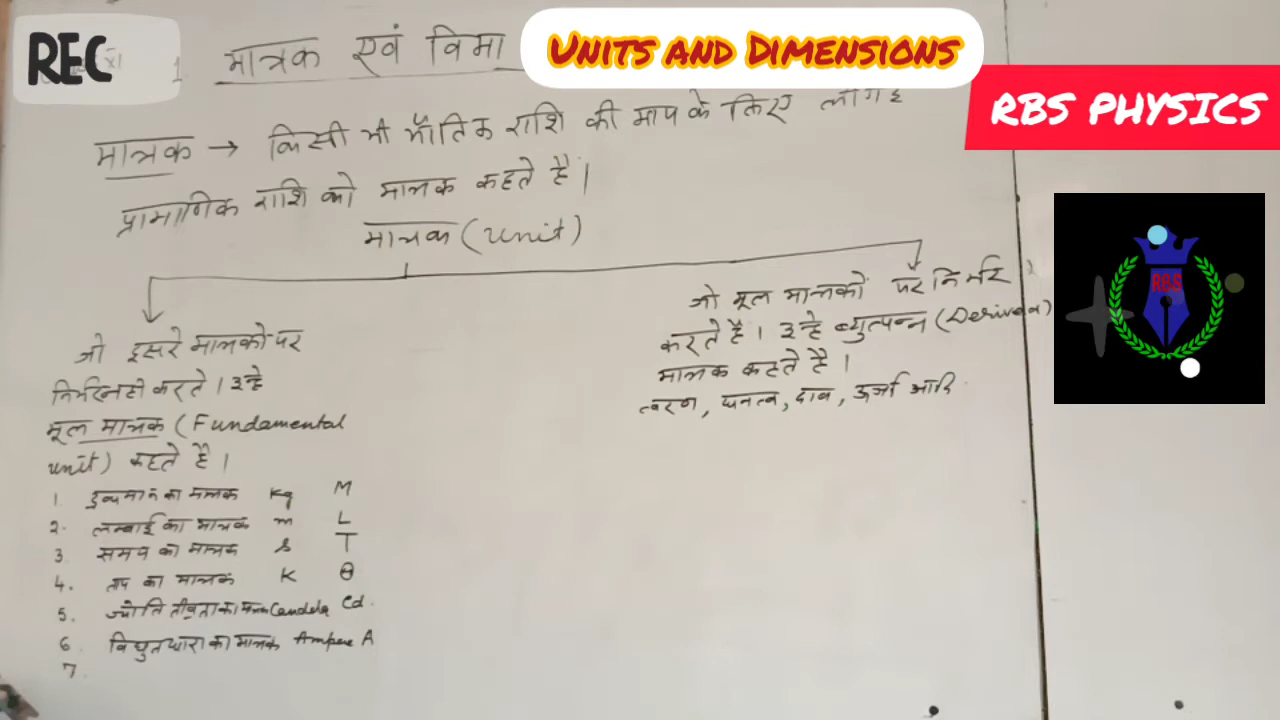 REC
XI
1 मात्रक एवं विमा
Units and Dimensions
RBS PHYSICS
मात्रक → किसी भी भौतिक राशि की माप के लिए
प्रामाणिक राशि को मात्रक कहते है।
मात्रक (unit)
जो दूसरे मात्रको पर
निर्भर नही करते। उन्हे
मूल मात्रक (Fundamental
unit) कहते है।
1. द्रव्यमान का मात्रक Kg M
2. लम्बाई का मात्रक m L
3 समय का मात्रक s T
4. ताप का मात्रक K θ
5. ज्योति तीव्रता का Candela Cd.
6 विधुत धारा का मात्रक Ampere A
7
जो मूल मात्रकों पर निर्भर
करते है। उन्हे व्युत्पन्न (Derived)
मात्रक कहते है।
त्वरण, घनत्व, दाब, ऊर्जा आदि
RBS